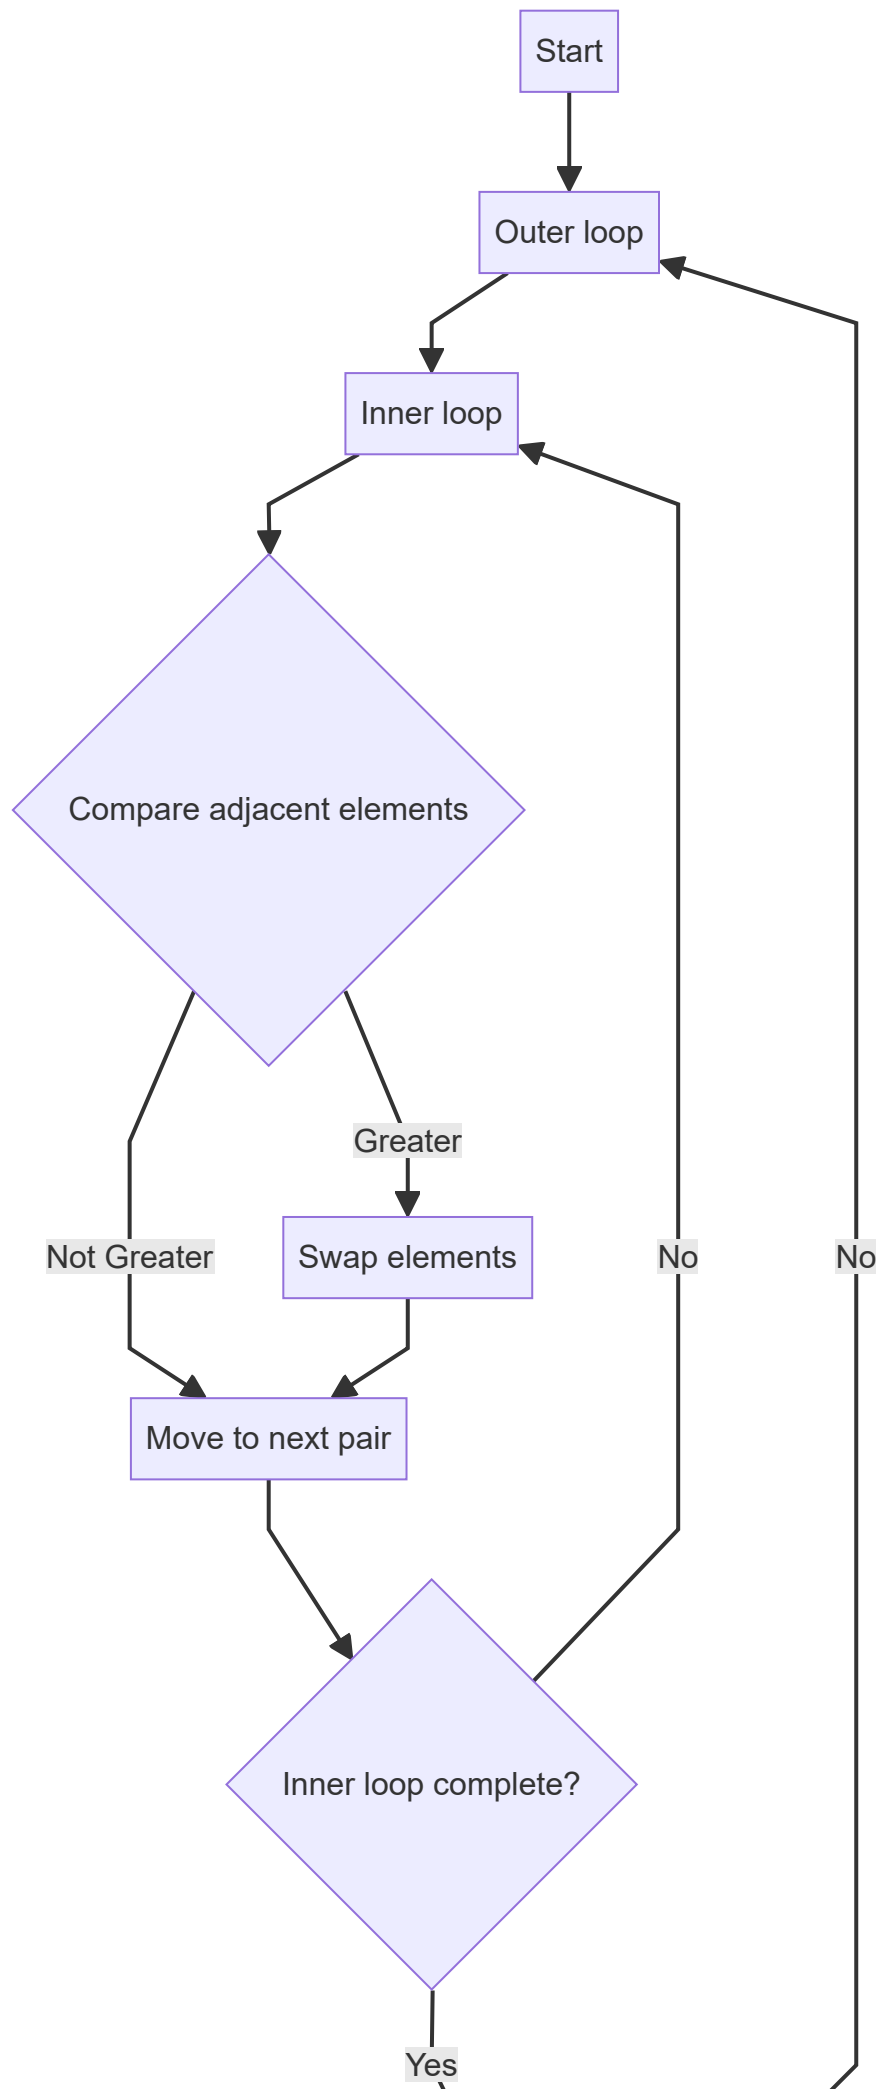 Start
Outer loop
Inner loop
Compare adjacent elements
Greater
Not Greater
Swap elements
No
No
Move to next pair
Inner loop complete?
Yes